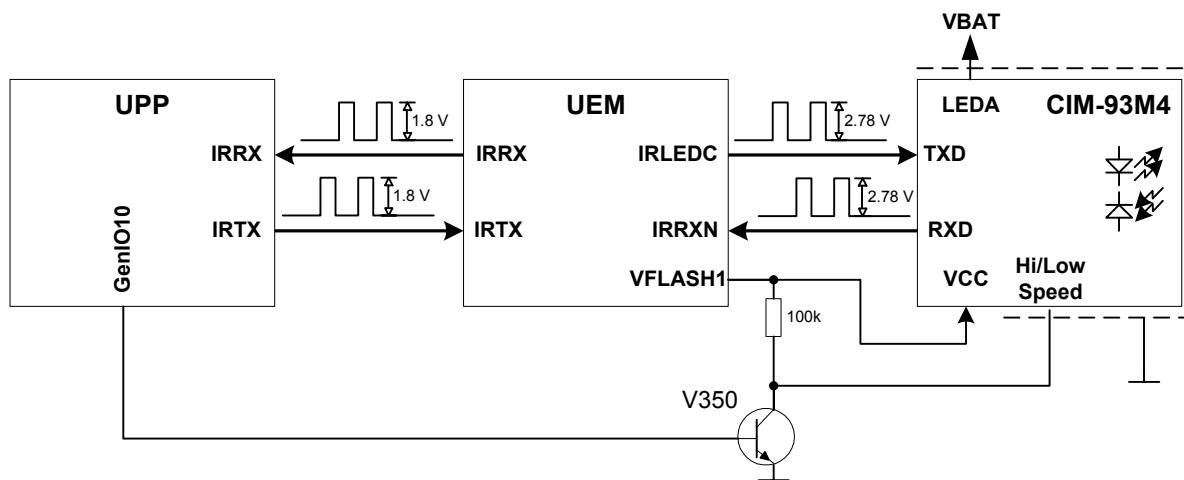 VBAT
UPP
UEM
LEDA
CIM-93M4
1.8 V
2.78 V
IRRX
IRRX
IRLEDC
TXD
1.8 V
2.78 V
GenIO10
IRTX
IRTX
IRRXN
RXD
VFLASH1
VCC
Hi/Low
Speed
100k
V350